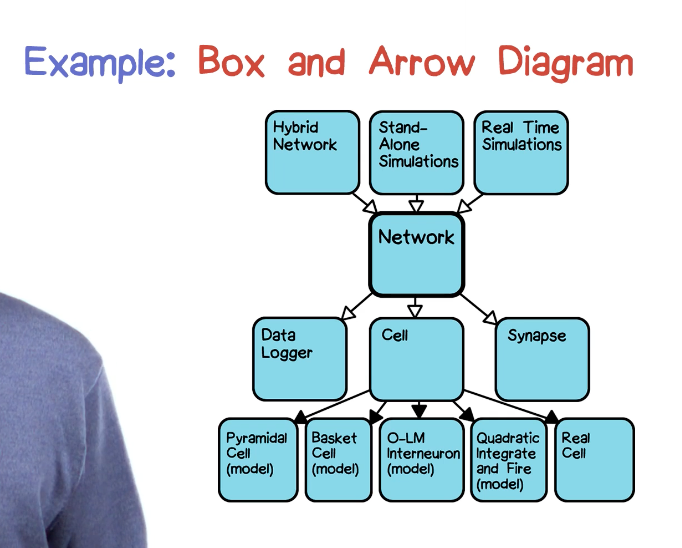 Example: Box and Arrow Diagram
Hybrid
Network
Stand-
Alone
Simulations
Real Time
Simulations
Network
Data
Logger
Cell
Synapse
Pyramidal
Cell
(model)
Basket
Cell
(model)
O-LM
Interneuron
(model)
Quadratic
Integrate
and Fire
(model)
Real
Cell